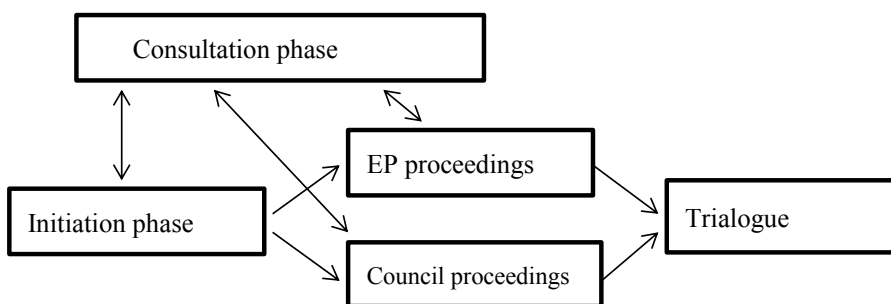 Consultation phase
EP proceedings
Initiation phase
Trialogue
Council proceedings